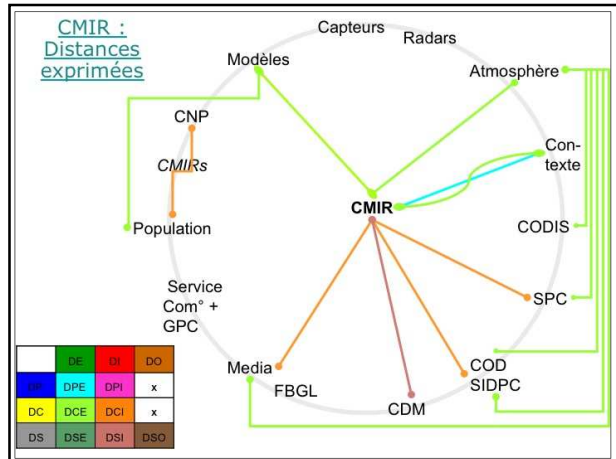 CMIR :
Distances
exprimées
Capteurs
Radars
Modèles
Atmosphère
CNP
CMIRs
Con-
texte
CMIR
Population
CODIS
Service
Com° +
GPC
SPC
Media
FBGL
COD
SIDPC
CDM
DE DI DO
DP DPE DPI x
DC DCE DCI x
DS DSE DSI DSO